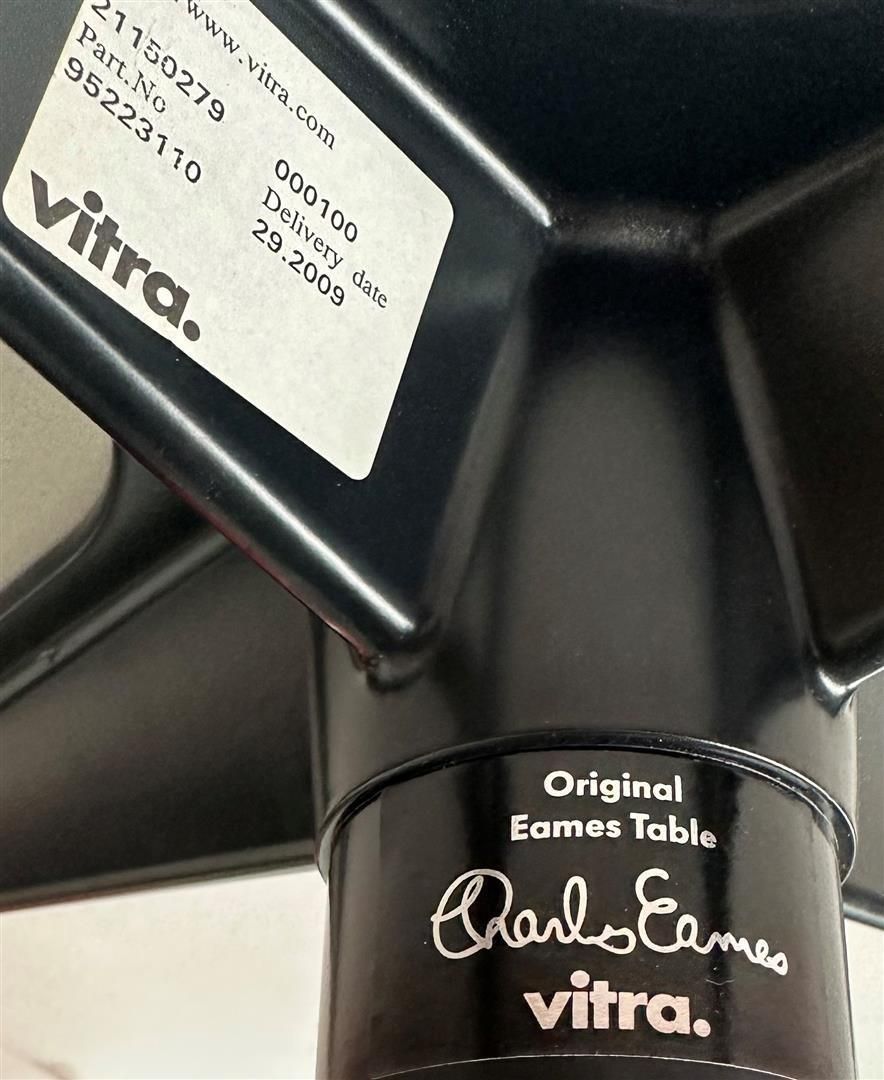 www.vitra.com
21150279
000100
Part.No
Delivery date
95223110
29.2009
vitra.
Original
Eames Table
Charles Eames
vitra.